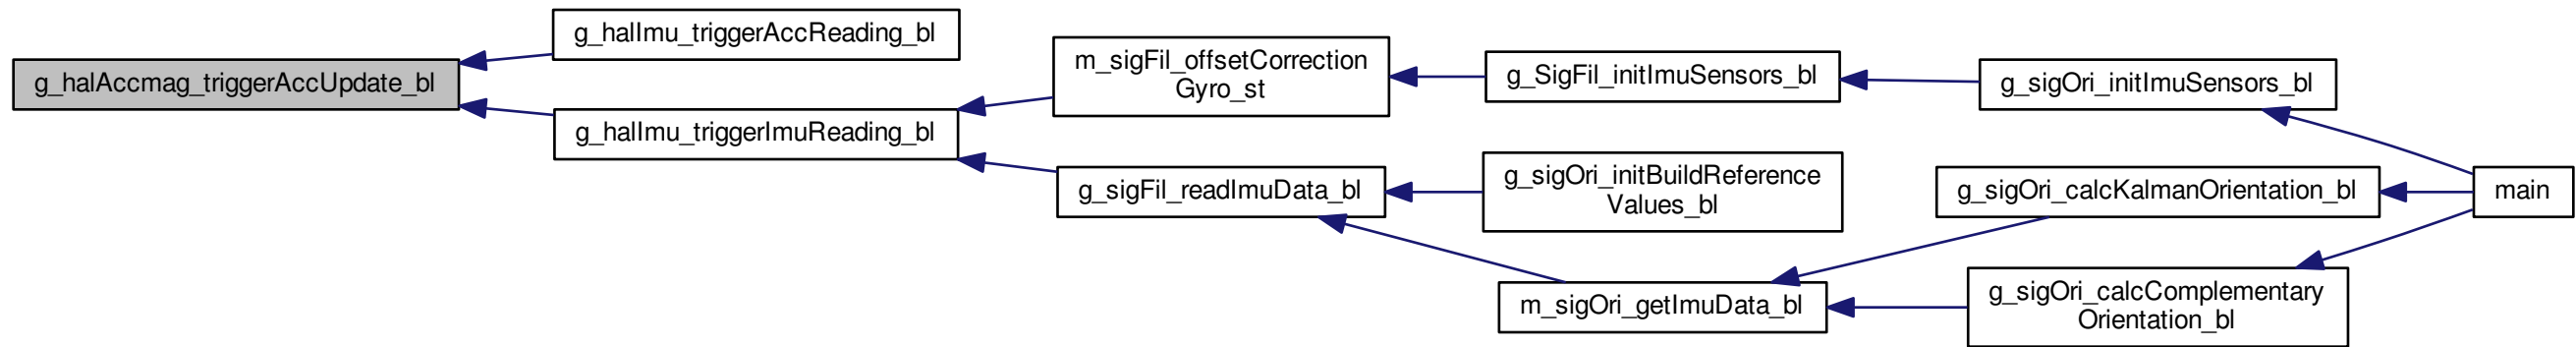 g_halAccmag_triggerAccUpdate_bl
g_halImu_triggerAccReading_bl
g_halImu_triggerImuReading_bl
m_sigFil_offsetCorrection
Gyro_st
g_sigFil_readImuData_bl
g_SigFil_initImuSensors_bl
g_sigOri_initBuildReference
Values_bl
m_sigOri_getImuData_bl
g_sigOri_initImuSensors_bl
g_sigOri_calcKalmanOrientation_bl
g_sigOri_calcComplementary
Orientation_bl
main